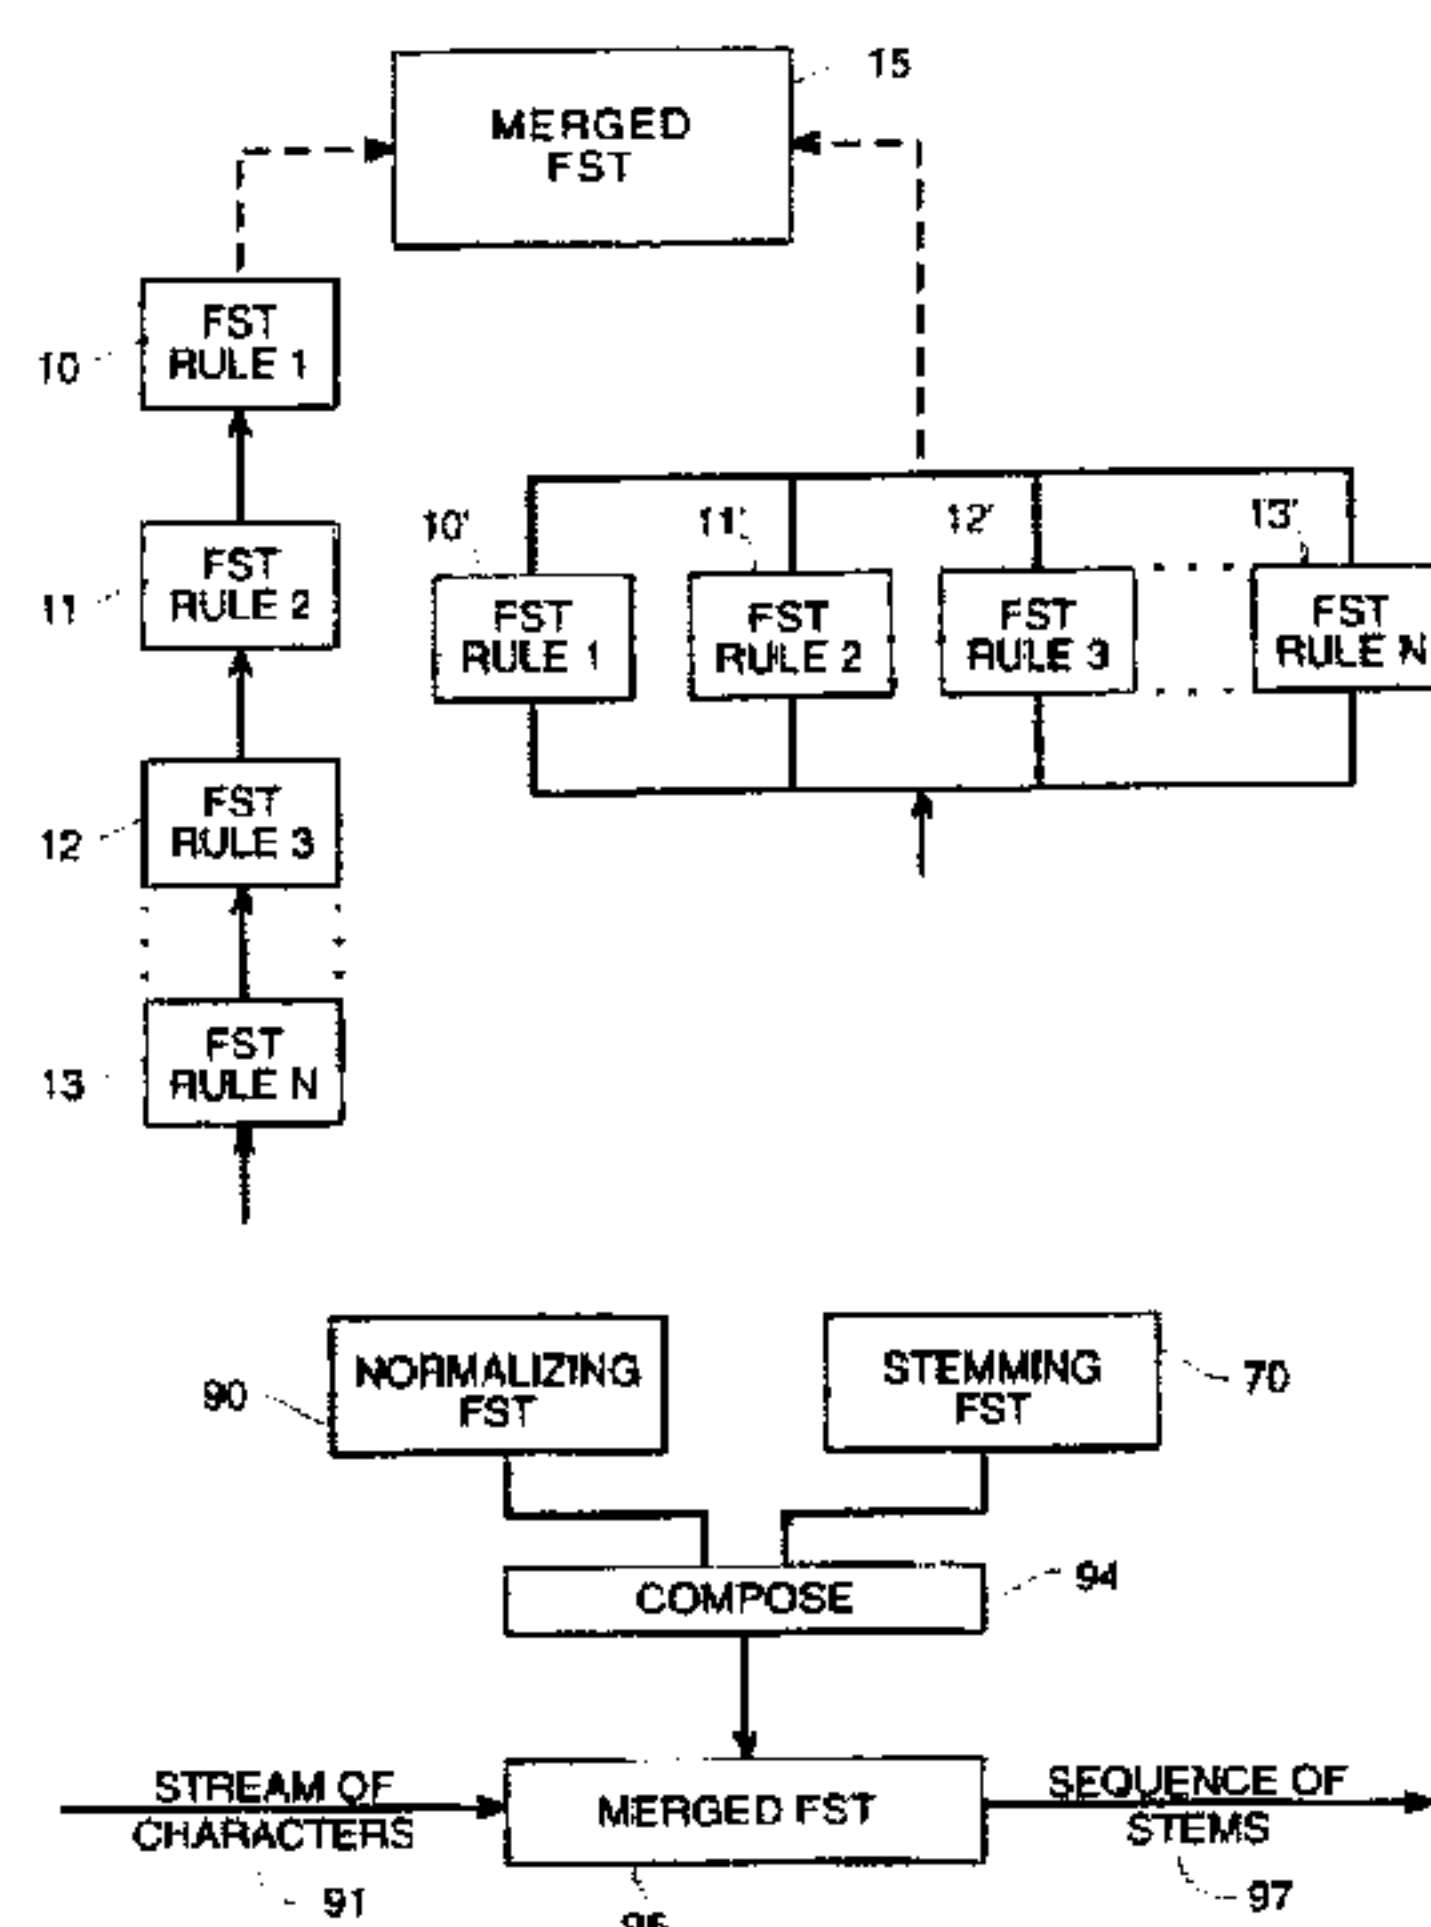 15
MERGED
FST
FST
RULE 1
10
FST
RULE 2
11
FST
RULE 3
12
FST
RULE N
13
10'
11'
12'
13'
FST
RULE 1
FST
RULE 2
FST
RULE 3
FST
RULE N
NORMALIZING
FST
90
STEMMING
FST
70
COMPOSE
94
STREAM OF
CHARACTERS
91
MERGED FST
SEQUENCE OF
STEMS
97